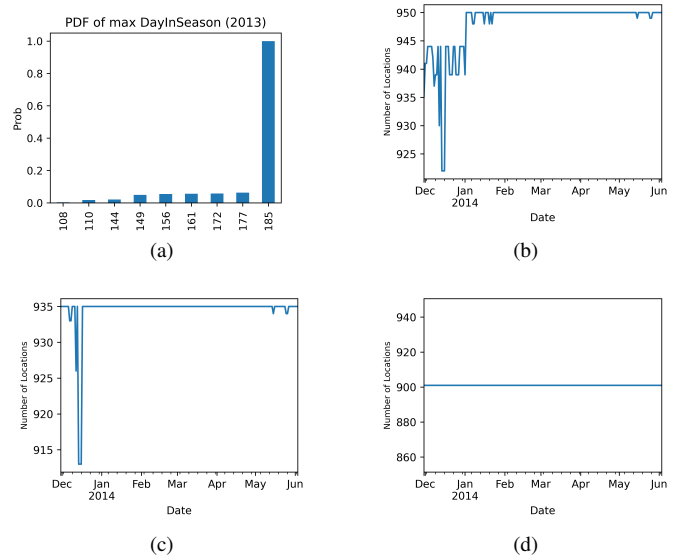 PDF of max DayInSeason (2013)
Prob
1.0
0.8
0.6
0.4
0.2
0.0
108 110 144 149 156 161 172 177 185
(a)
Number of Locations
950
945
940
935
930
925
Dec Jan Feb Mar Apr May Jun
2014
Date
(b)
Number of Locations
935
930
925
920
915
Dec Jan Feb Mar Apr May Jun
2014
Date
(c)
Number of Locations
940
920
900
880
860
Dec Jan Feb Mar Apr May Jun
2014
Date
(d)